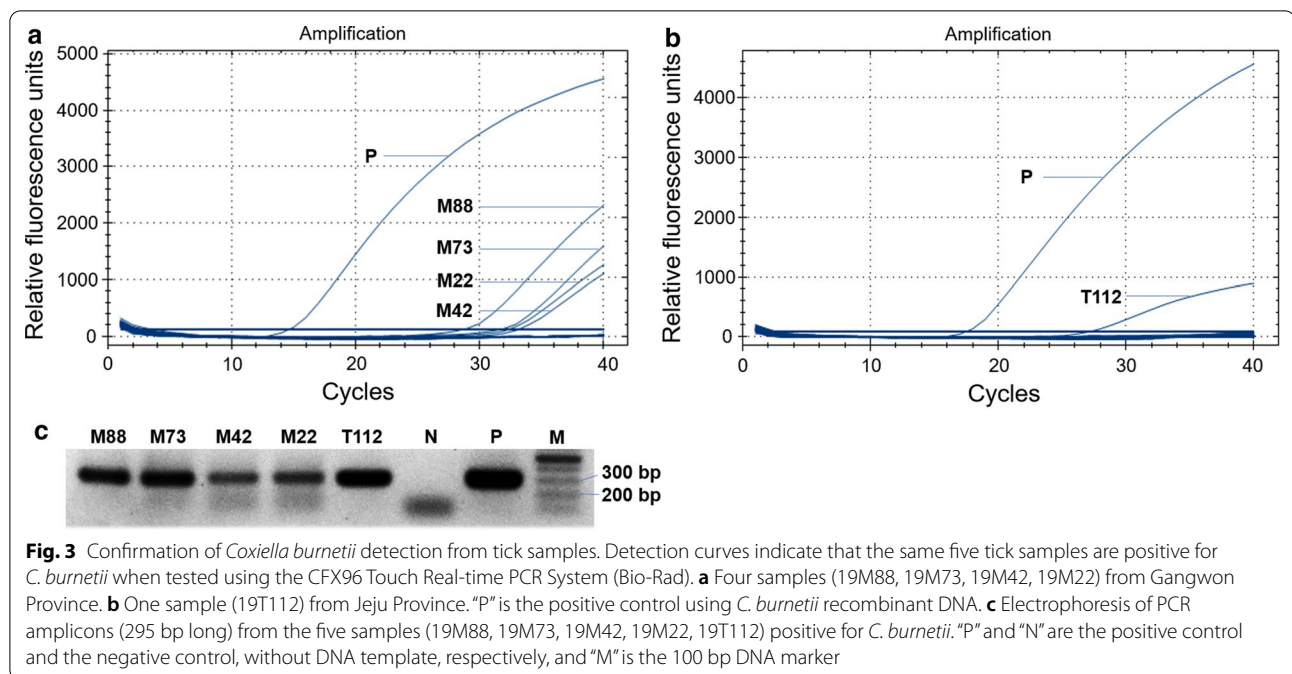 a
Amplification
Relative fluorescence units
5000
4000
3000
2000
1000
0
P
M88
M73
M22
M42
0 10 20 30 40
Cycles
b
Amplification
Relative fluorescence units
4000
3000
2000
1000
0
P
T112
0 10 20 30 40
Cycles
c
M88 M73 M42 M22 T112 N P M
300 bp
200 bp
Fig. 3 Confirmation of Coxiella burnetii detection from tick samples. Detection curves indicate that the same five tick samples are positive for
C. burnetii when tested using the CFX96 Touch Real-time PCR System (Bio-Rad). a Four samples (19M88, 19M73, 19M42, 19M22) from Gangwon
Province. b One sample (19T112) from Jeju Province. “P” is the positive control using C. burnetii recombinant DNA. c Electrophoresis of PCR
amplicons (295 bp long) from the five samples (19M88, 19M73, 19M42, 19M22, 19T112) positive for C. burnetii. “P” and “N” are the positive control
and the negative control, without DNA template, respectively, and “M” is the 100 bp DNA marker